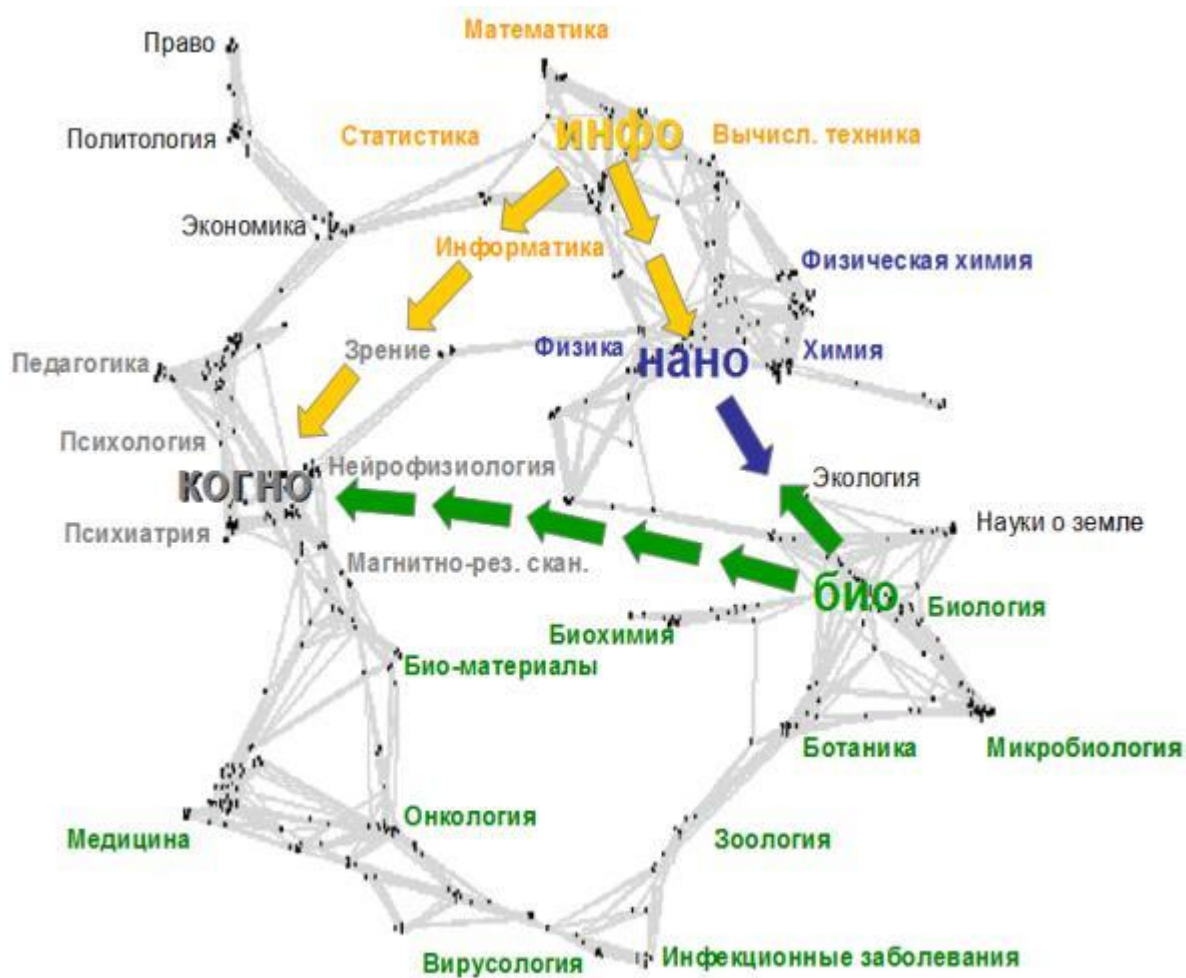 Математика
Право
Политология
Статистика
инфо
Вычисл. техника
Экономика
Информатика
Физическая химия
Педагогика
Зрение
Физика
нано
Химия
Психология
когно
Нейрофизиология
Экология
Психиатрия
Магнитно-рез. скан.
Науки о земле
био
Биология
Биохимия
Био-материалы
Ботаника
Микробиология
Медицина
Онкология
Зоология
Вирусология
Инфекционные заболевания